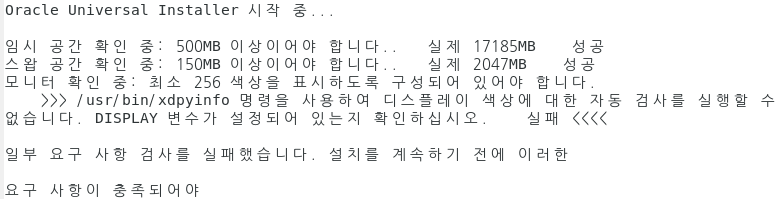 Oracle Universal Installer 시작 중...
임시 공간 확인 중: 500MB 이상이어야 합니다.. 실제 17185MB 성공
스왑 공간 확인 중: 150MB 이상이어야 합니다.. 실제 2047MB 성공
모니터 확인 중: 최소 256 색상을 표시하도록 구성되어 있어야 합니다.
>>> /usr/bin/xdpyinfo 명령을 사용하여 디스플레이 색상에 대한 자동 검사를 실행할 수
없습니다. DISPLAY 변수가 설정되어 있는지 확인하십시오. 실패 <<<<
일부 요구 사항 검사를 실패했습니다. 설치를 계속하기 전에 이러한
요구 사항이 충족되어야